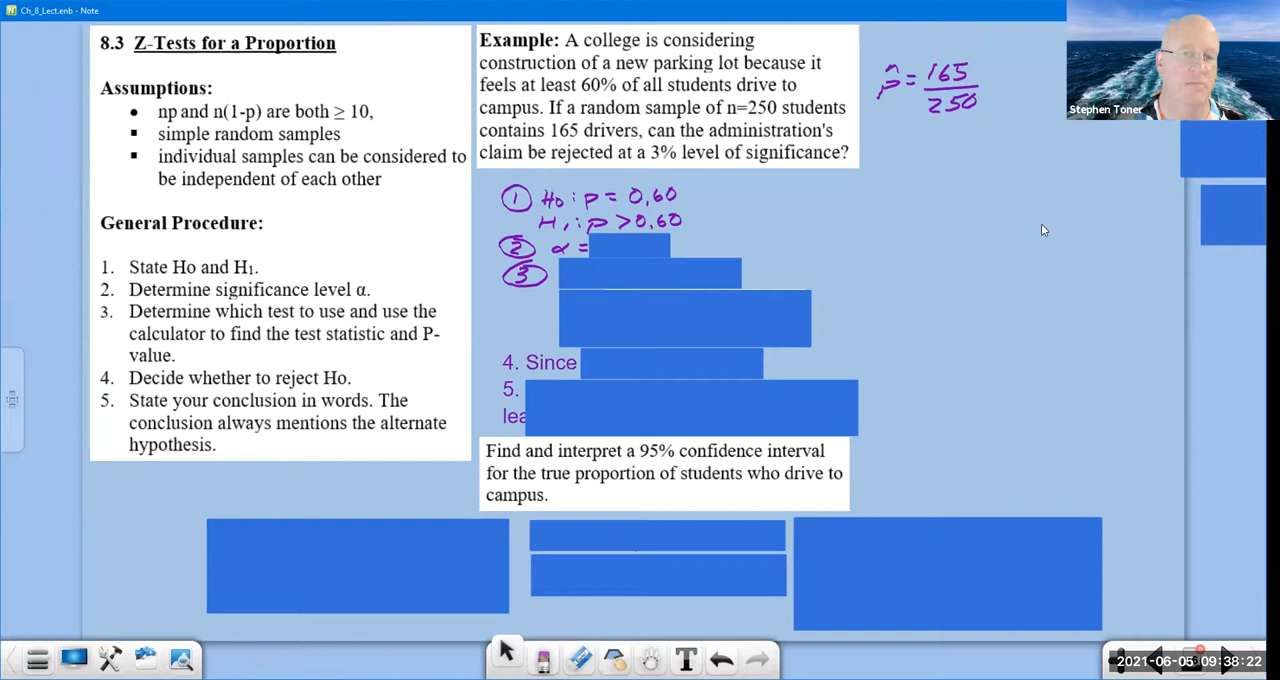 Ch_8_Lect.enb - Note
8.3 Z-Tests for a Proportion
Assumptions:
• np and n(1-p) are both ≥ 10,
▪ simple random samples
▪ individual samples can be considered to
be independent of each other
General Procedure:
1. State Ho and H₁.
2. Determine significance level α.
3. Determine which test to use and use the
calculator to find the test statistic and P-
value.
4. Decide whether to reject Ho.
5. State your conclusion in words. The
conclusion always mentions the alternate
hypothesis.
Example: A college is considering
construction of a new parking lot because it
feels at least 60% of all students drive to
campus. If a random sample of n=250 students
contains 165 drivers, can the administration's
claim be rejected at a 3% level of significance?
p̂ = 165/250
Stephen Toner
① H₀: p = 0.60
H₁: p > 0.60
② α =
③
4. Since
5.
lea
Find and interpret a 95% confidence interval
for the true proportion of students who drive to
campus.
T
2021-06-05 09:38:22